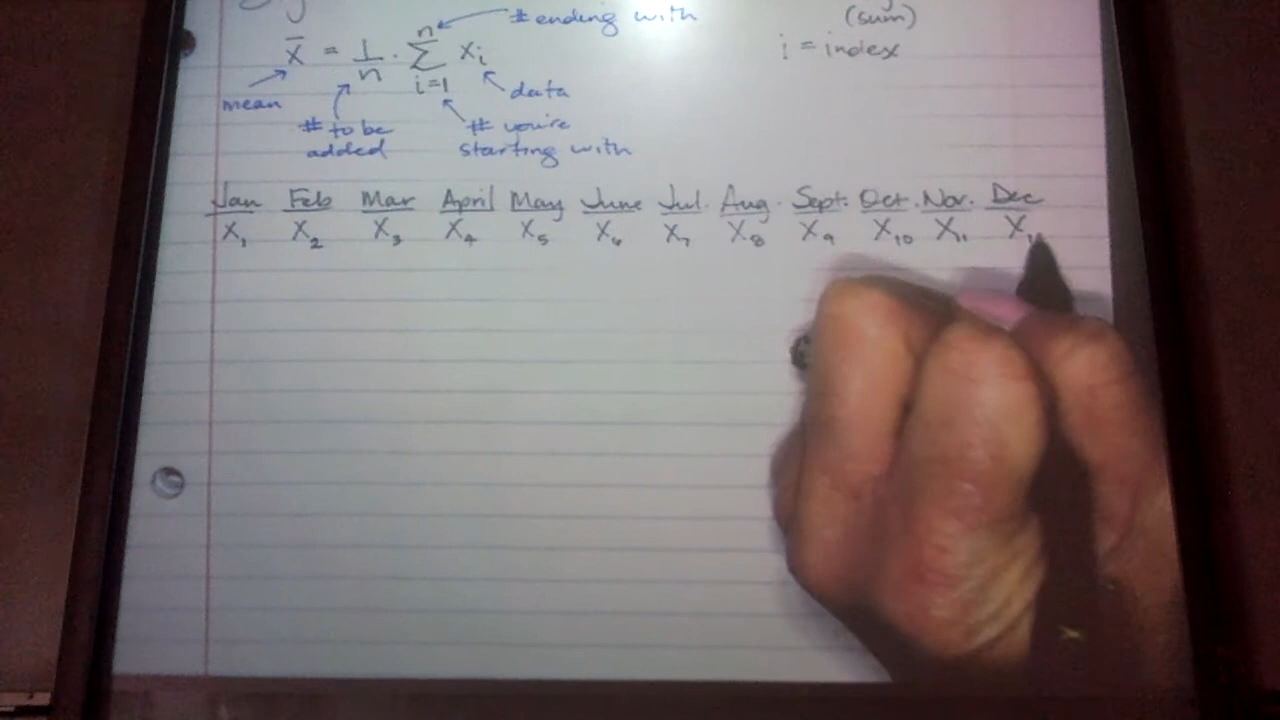 # ending with
(sum)
x̄ = 1/n · n Σ i=1 xi
i = index
mean
data
# to be added
# you're starting with
Jan Feb Mar April May June Jul. Aug. Sept. Oct. Nov. Dec
X1 X2 X3 X4 X5 X6 X7 X8 X9 X10 X11 X1